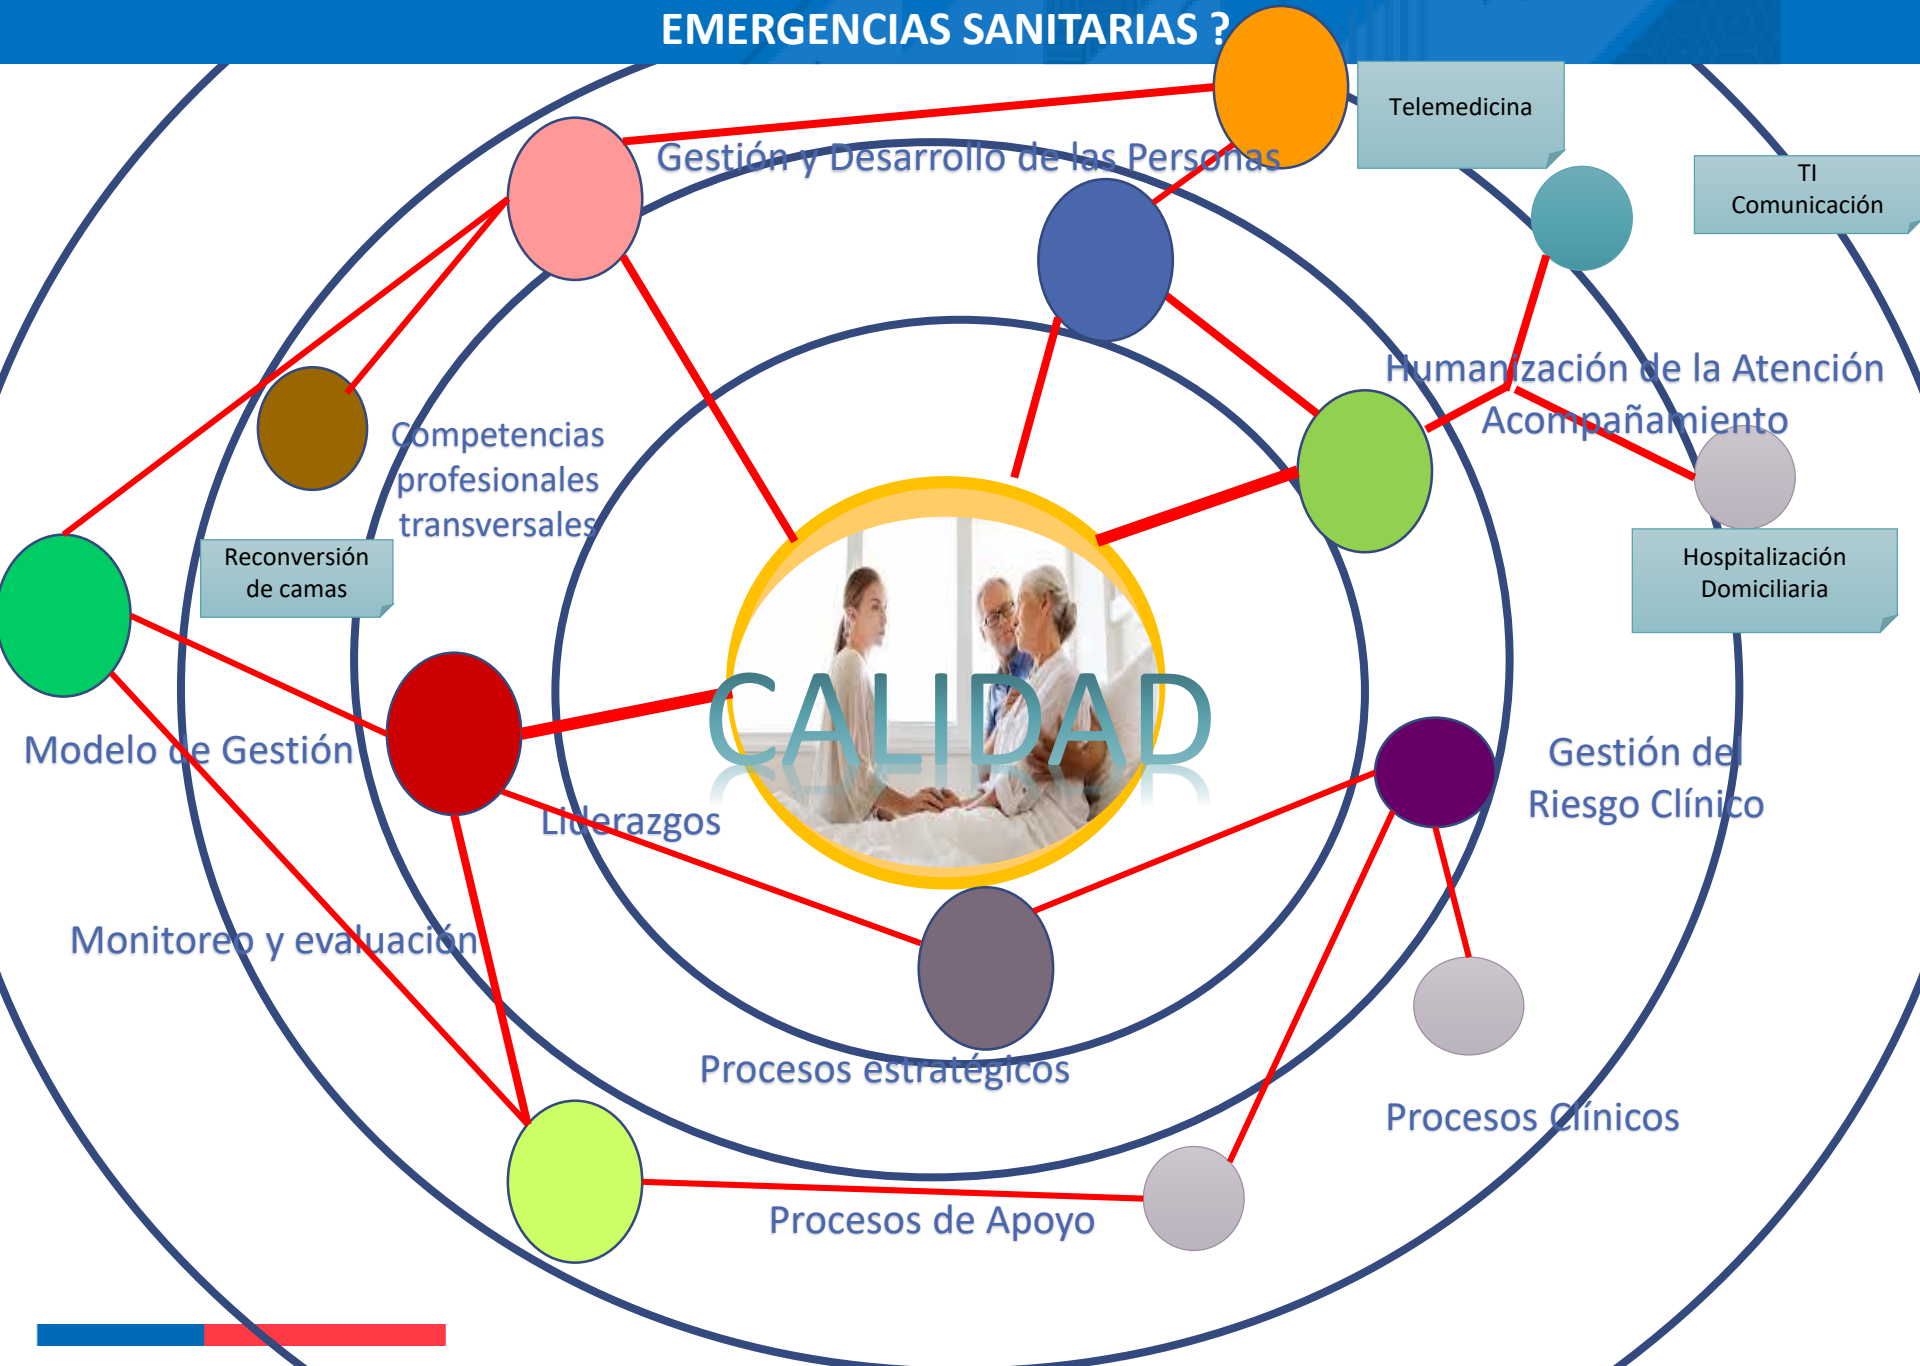 EMERGENCIAS SANITARIAS ?
Telemedicina
Gestión y Desarrollo de las Personas
TI
Comunicación
Humanización de la Atención
Acompañamiento
Competencias
profesionales
transversales
Reconversión
de camas
Hospitalización
Domiciliaria
CALIDAD
Modelo de Gestión
Gestión del
Riesgo Clínico
Liderazgos
Monitoreo y evaluación
Procesos estratégicos
Procesos Clínicos
Procesos de Apoyo